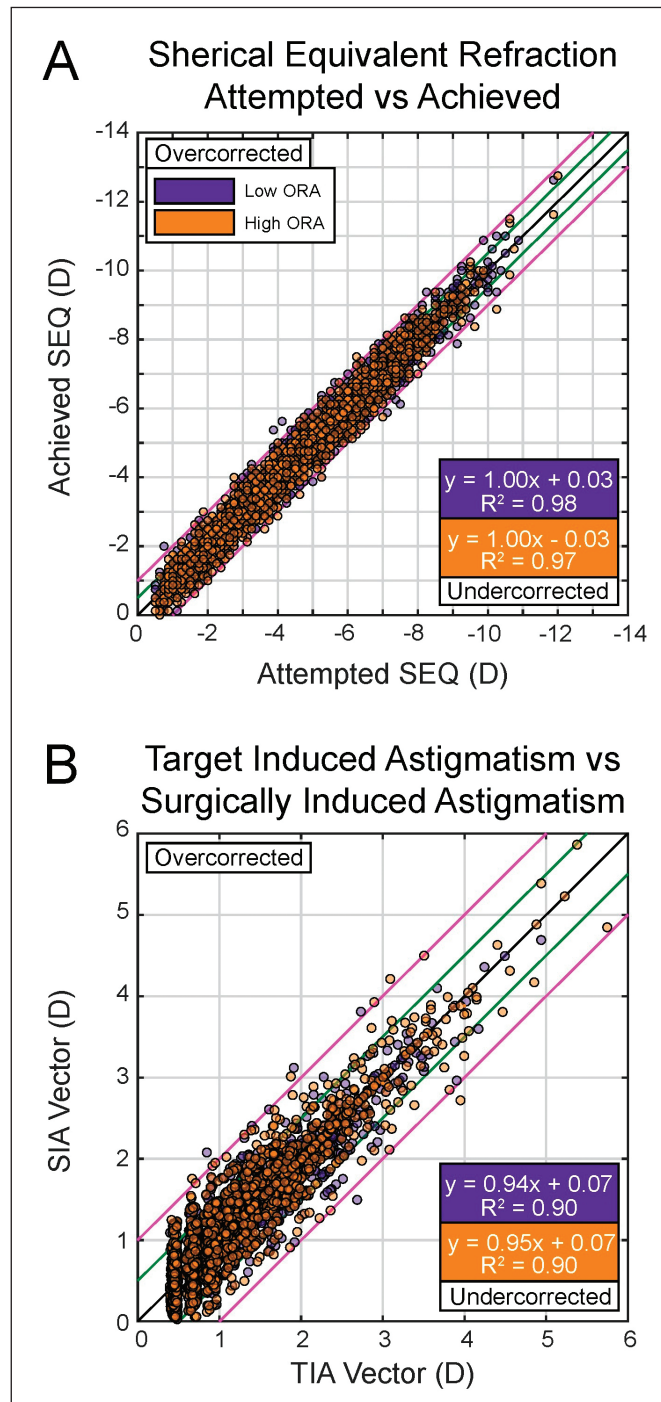 A
Sherical Equivalent Refraction
Attempted vs Achieved
-14
-12
-10
-8
-6
-4
-2
0
Achieved SEQ (D)
Overcorrected
Low ORA
High ORA
y = 1.00x + 0.03
R² = 0.98
y = 1.00x - 0.03
R² = 0.97
Undercorrected
0 -2 -4 -6 -8 -10 -12 -14
Attempted SEQ (D)
B
Target Induced Astigmatism vs
Surgically Induced Astigmatism
6
5
4
3
2
1
0
SIA Vector (D)
Overcorrected
y = 0.94x + 0.07
R² = 0.90
y = 0.95x + 0.07
R² = 0.90
Undercorrected
0 1 2 3 4 5 6
TIA Vector (D)